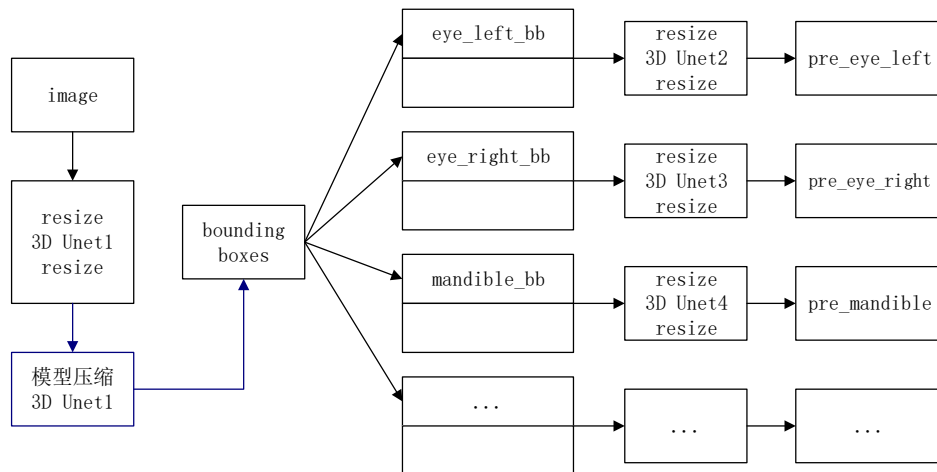 image
resize
3D Unet1
resize
模型压缩
3D Unet1
bounding
boxes
eye_left_bb
resize
3D Unet2
resize
pre_eye_left
eye_right_bb
resize
3D Unet3
resize
pre_eye_right
mandible_bb
resize
3D Unet4
resize
pre_mandible
...
...
...